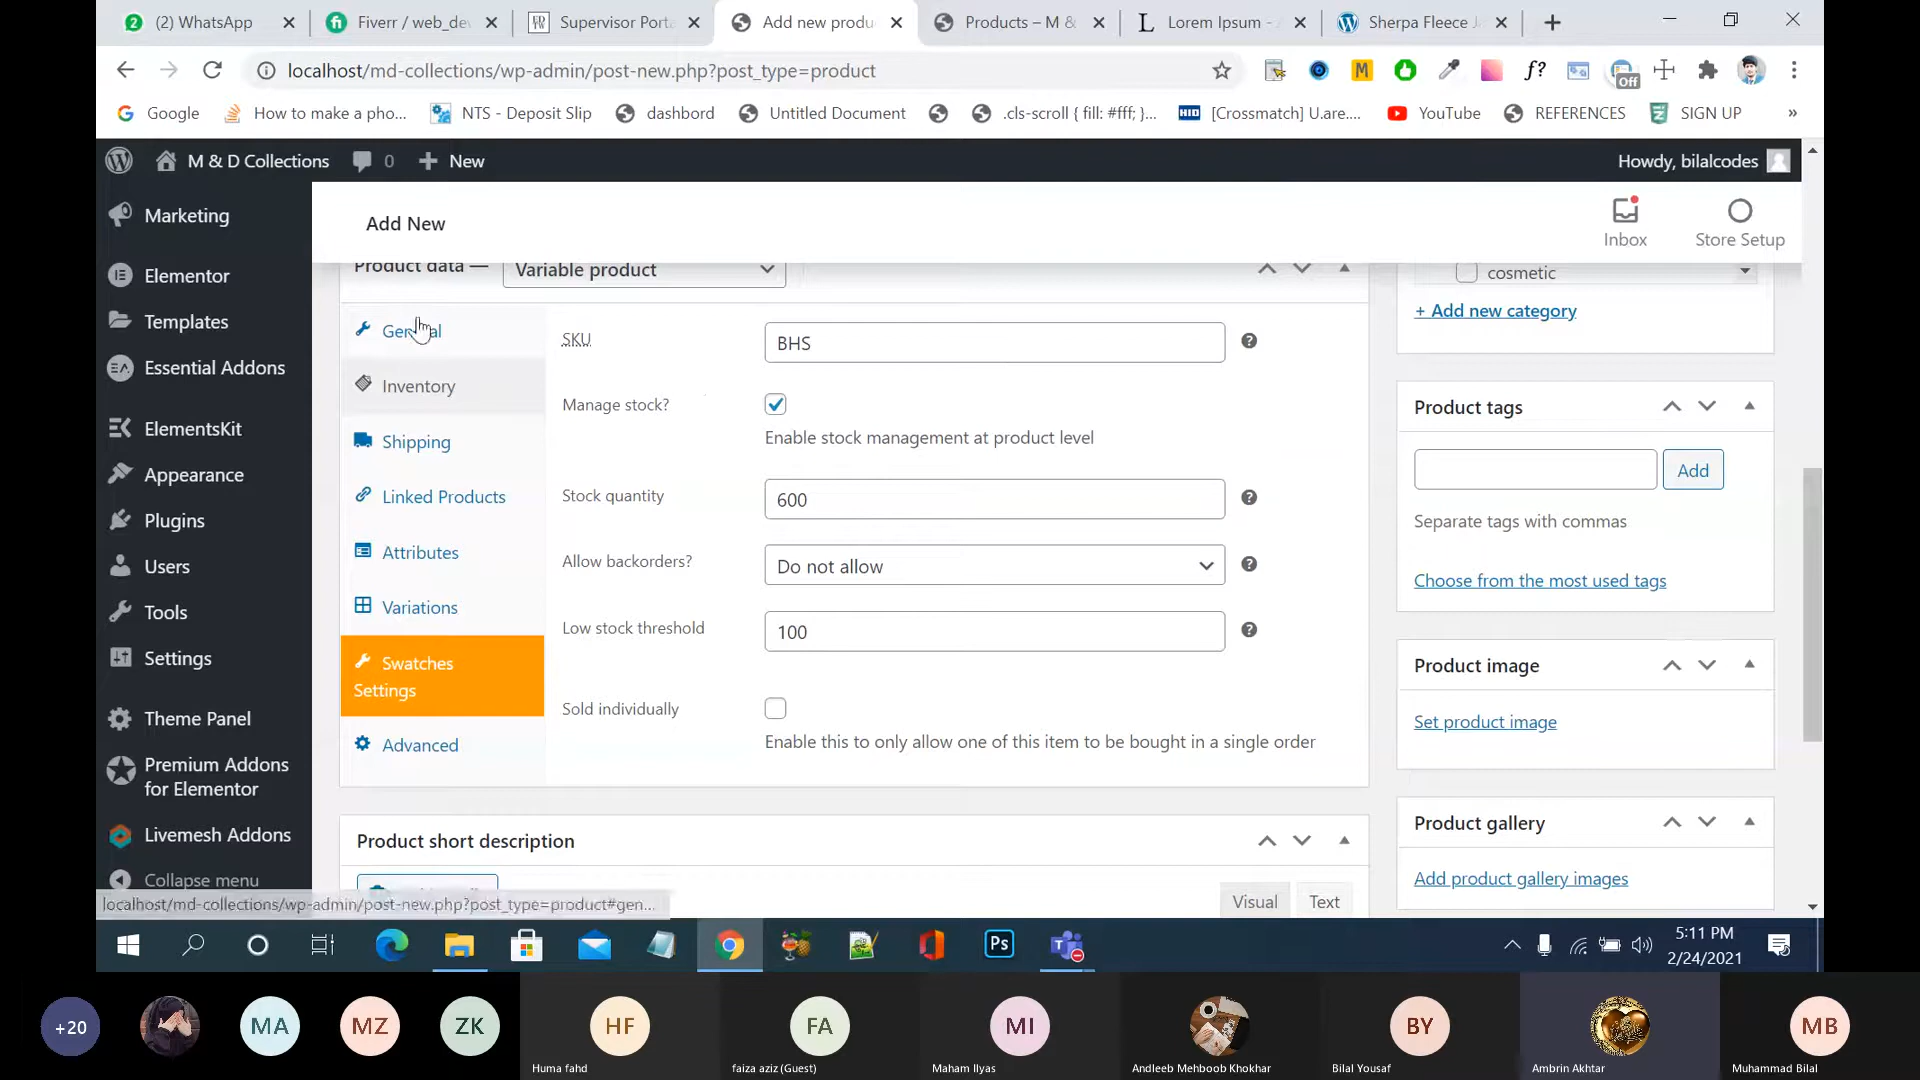 (2) WhatsApp
Fiverr / web_dev
Supervisor Porta
Add new produ
Products – M &
Lorem Ipsum -
Sherpa Fleece J
localhost/md-collections/wp-admin/post-new.php?post_type=product
M
f?
Off
Google
How to make a pho...
NTS - Deposit Slip
dashbord
Untitled Document
.cls-scroll { fill: #fff; }...
HID
[Crossmatch] U.are....
YouTube
REFERENCES
SIGN UP
»
M & D Collections
0
New
Howdy, bilalcodes
Marketing
Elementor
Templates
Essential Addons
ElementsKit
Appearance
Plugins
Users
Tools
Settings
Theme Panel
Premium Addons
for Elementor
Livemesh Addons
Collapse menu
Add New
Inbox
Store Setup
Product data —
Variable product
General
Inventory
Shipping
Linked Products
Attributes
Variations
Swatches
Settings
Advanced
SKU
BHS
Manage stock?
Enable stock management at product level
Stock quantity
600
Allow backorders?
Do not allow
Low stock threshold
100
Sold individually
Enable this to only allow one of this item to be bought in a single order
Product short description
Visual
Text
cosmetic
+ Add new category
Product tags
Add
Separate tags with commas
Choose from the most used tags
Product image
Set product image
Product gallery
Add product gallery images
localhost/md-collections/wp-admin/post-new.php?post_type=product#gen...
Ps
5:11 PM
2/24/2021
+20
MA
MZ
ZK
HF
Huma fahd
FA
faiza aziz (Guest)
MI
Maham Ilyas
Andleeb Mehboob Khokhar
BY
Bilal Yousaf
Ambrin Akhtar
MB
Muhammad Bilal